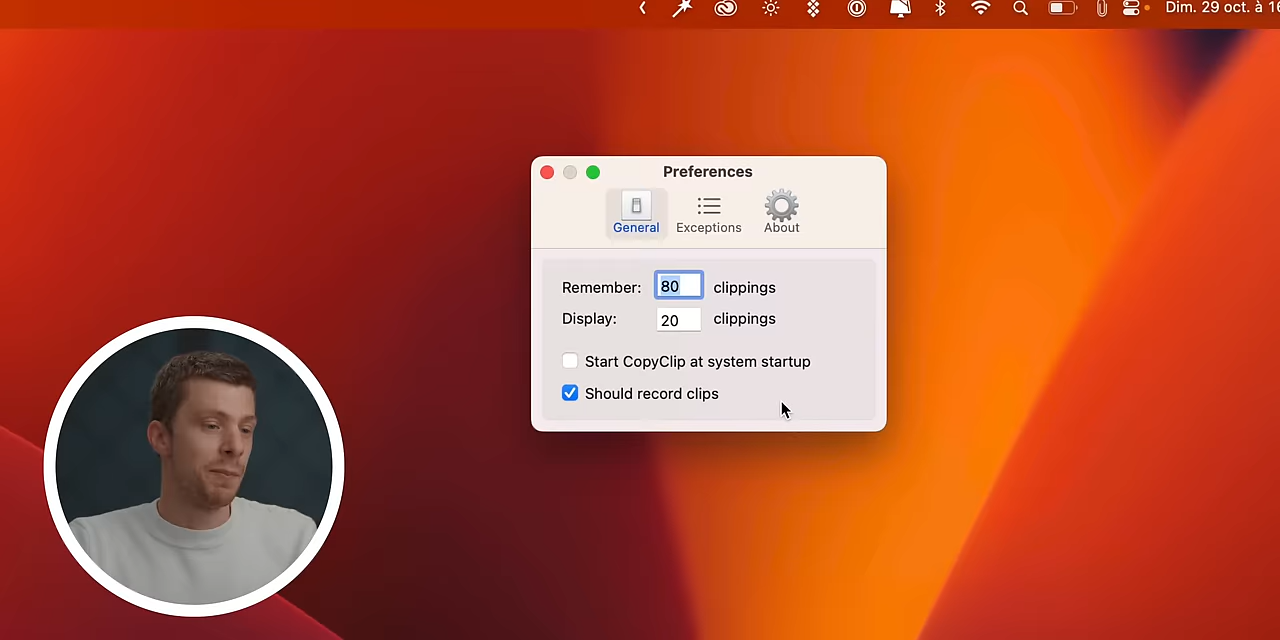 Dim. 29 oct. à 16
Preferences
General Exceptions About
Remember: 80 clippings
Display: 20 clippings
Start CopyClip at system startup
Should record clips